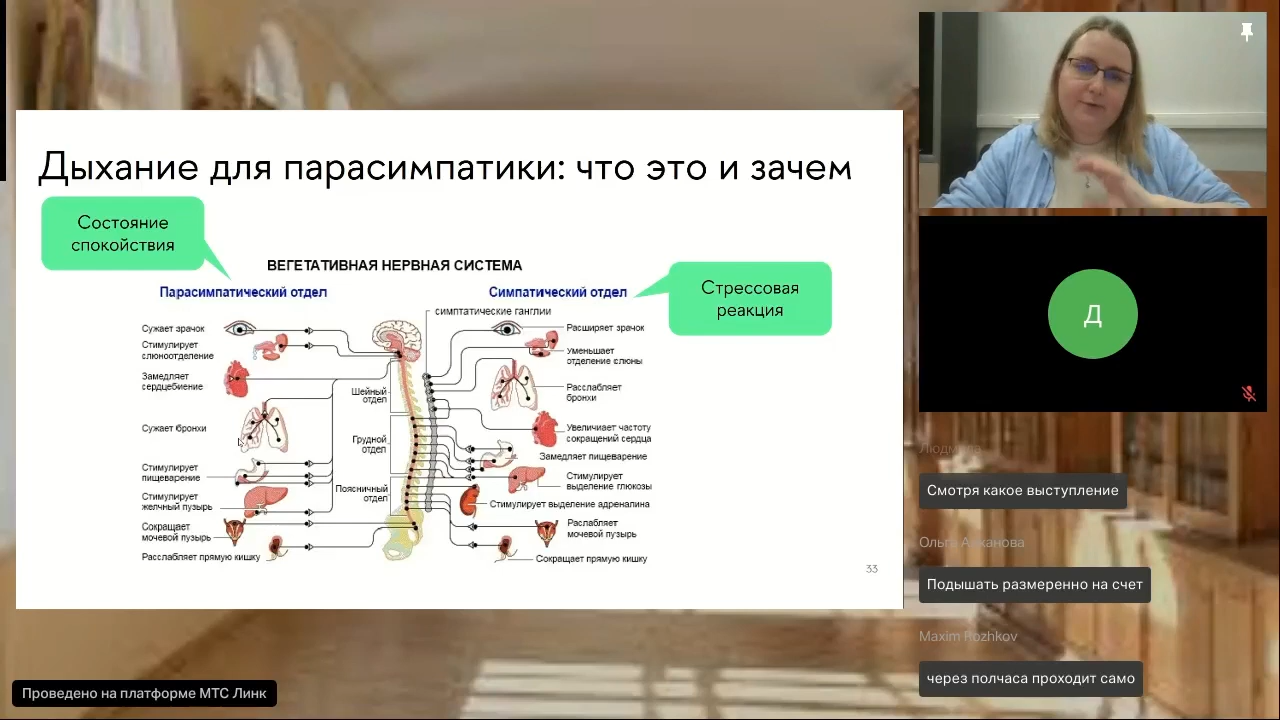 Дыхание для парасимпатики: что это и зачем
Состояние
спокойствия
ВЕГЕТАТИВНАЯ НЕРВНАЯ СИСТЕМА
Парасимпатический отдел
Симпатический отдел
Стрессовая
реакция
симптатические ганглии
Сужает зрачок
Стимулирует
слюноотделение
Замедляет
сердцебиение
Сужает бронхи
Стимулирует
пищеварение
Стимулирует
желчный пузырь
Сокращает
мочевой пузырь
Расслабляет прямую кишку
Шейный
отдел
Грудной
отдел
Поясничный
отдел
Расширяет зрачок
Уменьшает
отделение слюны
Расслабляет
бронхи
Увеличиает частоту
сокращений сердца
Замедляет пищеварение
Стимулирует
выделение глюкозы
Стимулирует выделение адреналина
Раслабляет
мочевой пузырь
Сокращает прямую кишку
33
Д
Людмила
Смотря какое выступление
Ольга
Подышать размеренно на счет
Maxim Rozhkov
через полчаса проходит само
Проведено на платформе МТС Линк